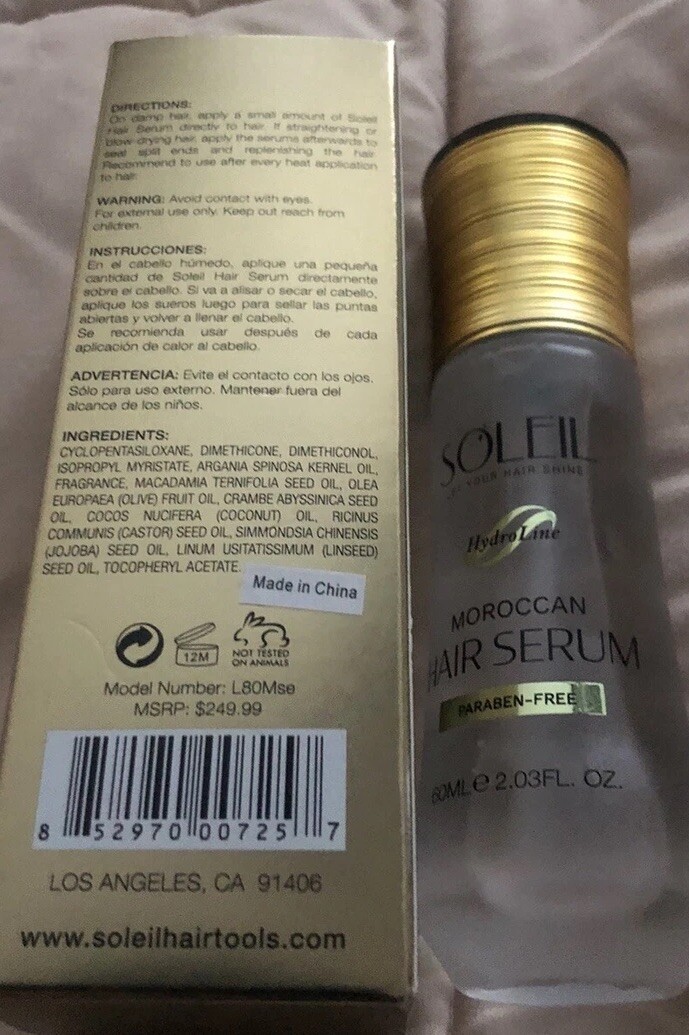 DIRECTIONS:
On damp hair, apply a small amount of Soleil
Hair Serum directly to hair. If straightening or
blow-drying hair, apply the serums afterwards to
seal split ends and replenishing the hair.
Recommend to use after every heat application
to hair.
WARNING: Avoid contact with eyes.
For external use only. Keep out reach from
children.
INSTRUCCIONES:
En el cabello húmedo, aplique una pequeña
cantidad de Soleil Hair Serum directamente
sobre el cabello. Si va a alisar o secar el cabello,
aplique los sueros luego para sellar las puntas
abiertas y volver a llenar el cabello.
Se recomienda usar después de cada
aplicación de calor al cabello.
ADVERTENCIA: Evite el contacto con los ojos.
Sólo para uso externo. Mantener fuera del
alcance de los niños.
INGREDIENTS:
CYCLOPENTASILOXANE, DIMETHICONE, DIMETHICONOL,
ISOPROPYL MYRISTATE, ARGANIA SPINOSA KERNEL OIL,
FRAGRANCE, MACADAMIA TERNIFOLIA SEED OIL, OLEA
EUROPAEA (OLIVE) FRUIT OIL, CRAMBE ABYSSINICA SEED
OIL, COCOS NUCIFERA (COCONUT) OIL, RICINUS
COMMUNIS (CASTOR) SEED OIL, SIMMONDSIA CHINENSIS
(JOJOBA) SEED OIL, LINUM USITATISSIMUM (LINSEED)
SEED OIL, TOCOPHERYL ACETATE.
Made in China
12M
NOT TESTED
ON ANIMALS
Model Number: L80Mse
MSRP: $249.99
8 52970 00725 7
LOS ANGELES, CA 91406
www.soleilhairtools.com
SOLEIL
LET YOUR HAIR SHINE
HydroLine
MOROCCAN
HAIR SERUM
PARABEN-FREE
60ML e 2.03FL. OZ.